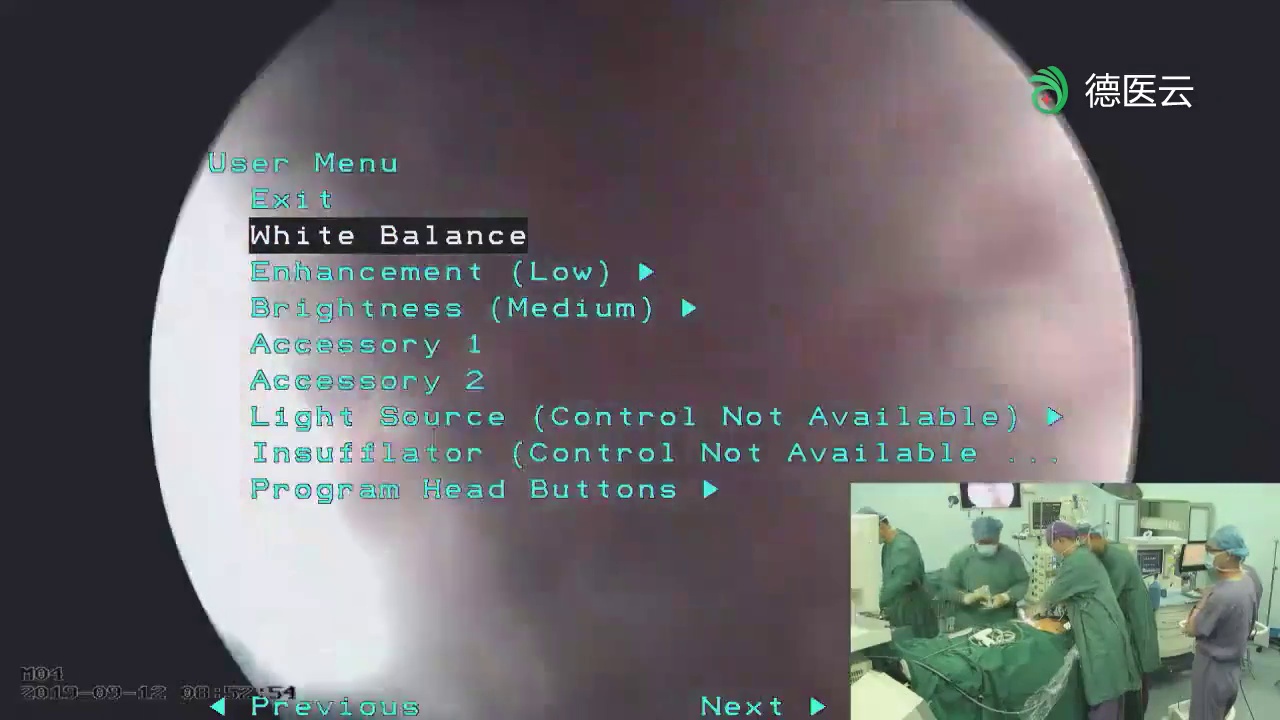 德医云
User Menu
Exit
White Balance
Enhancement (Low) ▶
Brightness (Medium) ▶
Accessory 1
Accessory 2
Light Source (Control Not Available) ▶
Insufflator (Control Not Available ...
Program Head Buttons ▶
M04
2019-09-12 08:52:54
◀ Previous Next ▶